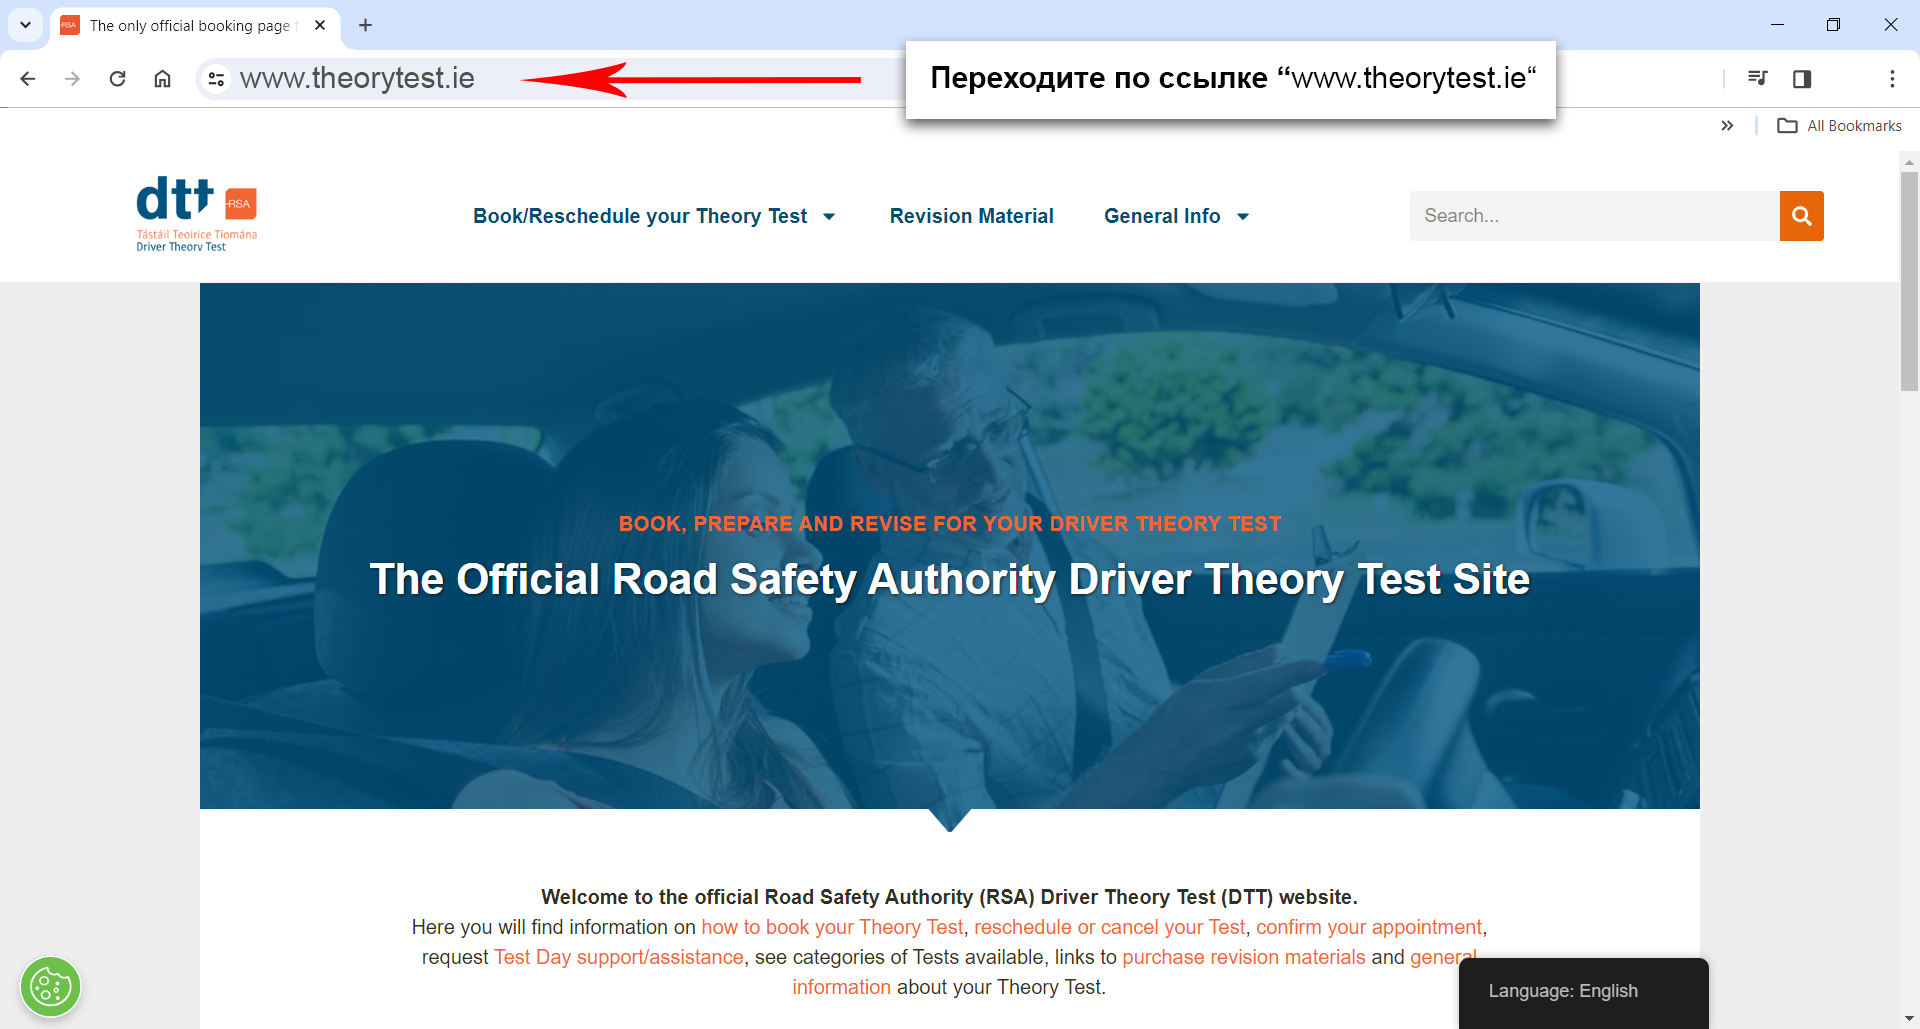 The only official booking page f
www.theorytest.ie
Переходите по ссылке “www.theorytest.ie“
All Bookmarks
dtt RSA
Tástáil Teoirice Tiomána
Driver Theory Test
Book/Reschedule your Theory Test
Revision Material
General Info
Search...
BOOK, PREPARE AND REVISE FOR YOUR DRIVER THEORY TEST
The Official Road Safety Authority Driver Theory Test Site
Welcome to the official Road Safety Authority (RSA) Driver Theory Test (DTT) website.
Here you will find information on how to book your Theory Test, reschedule or cancel your Test, confirm your appointment,
request Test Day support/assistance, see categories of Tests available, links to purchase revision materials and general
information about your Theory Test.
Language: English